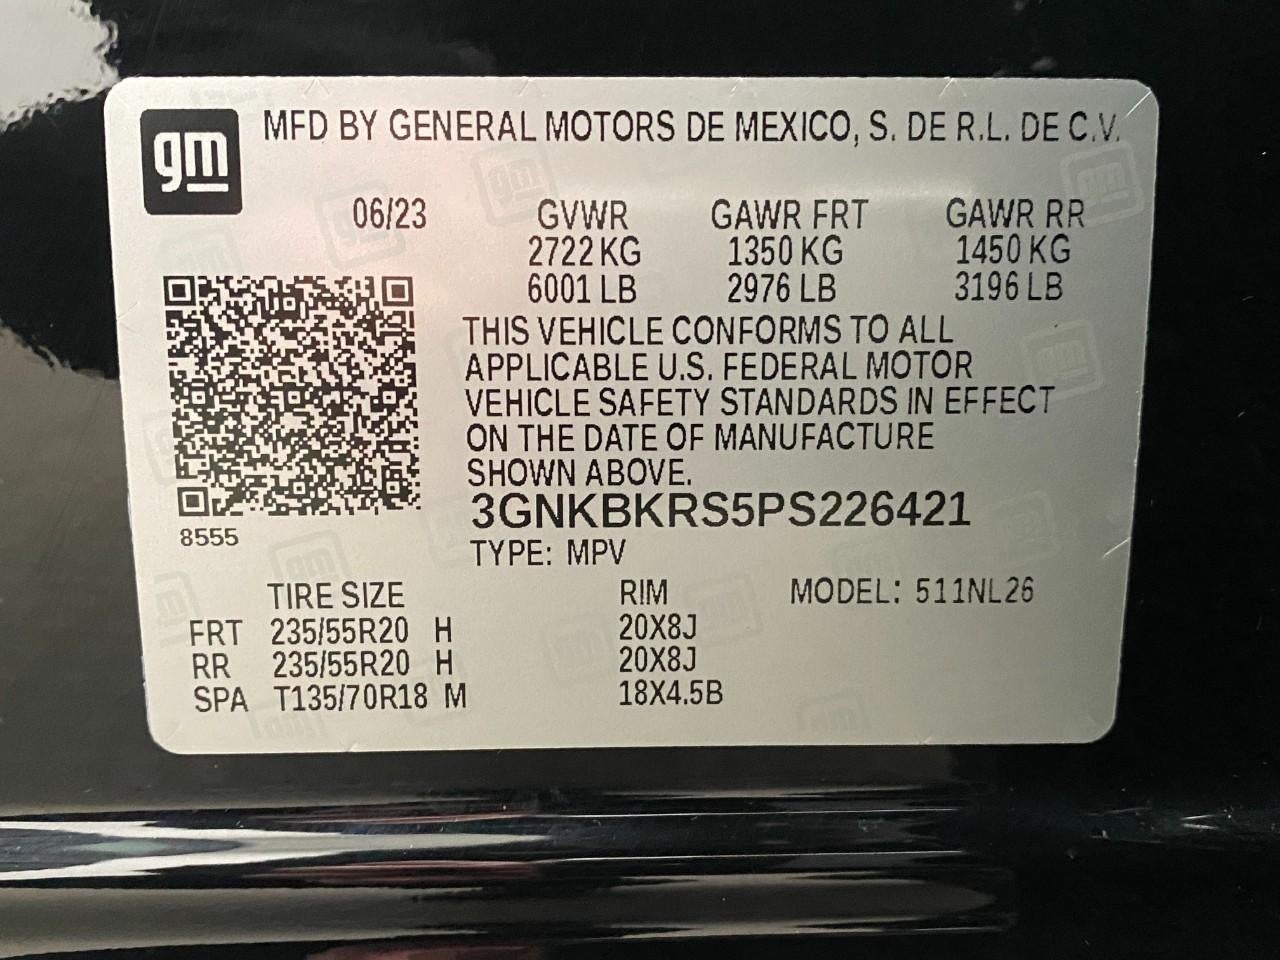 gm MFD BY GENERAL MOTORS DE MEXICO, S. DE R.L. DE C.V.
06/23 GVWR GAWR FRT GAWR RR
2722 KG 1350 KG 1450 KG
6001 LB 2976 LB 3196 LB
THIS VEHICLE CONFORMS TO ALL
APPLICABLE U.S. FEDERAL MOTOR
VEHICLE SAFETY STANDARDS IN EFFECT
ON THE DATE OF MANUFACTURE
SHOWN ABOVE.
3GNKBKRS5PS226421
8555
TYPE: MPV
TIRE SIZE RIM MODEL: 511NL26
FRT 235/55R20 H 20X8J
RR 235/55R20 H 20X8J
SPA T135/70R18 M 18X4.5B